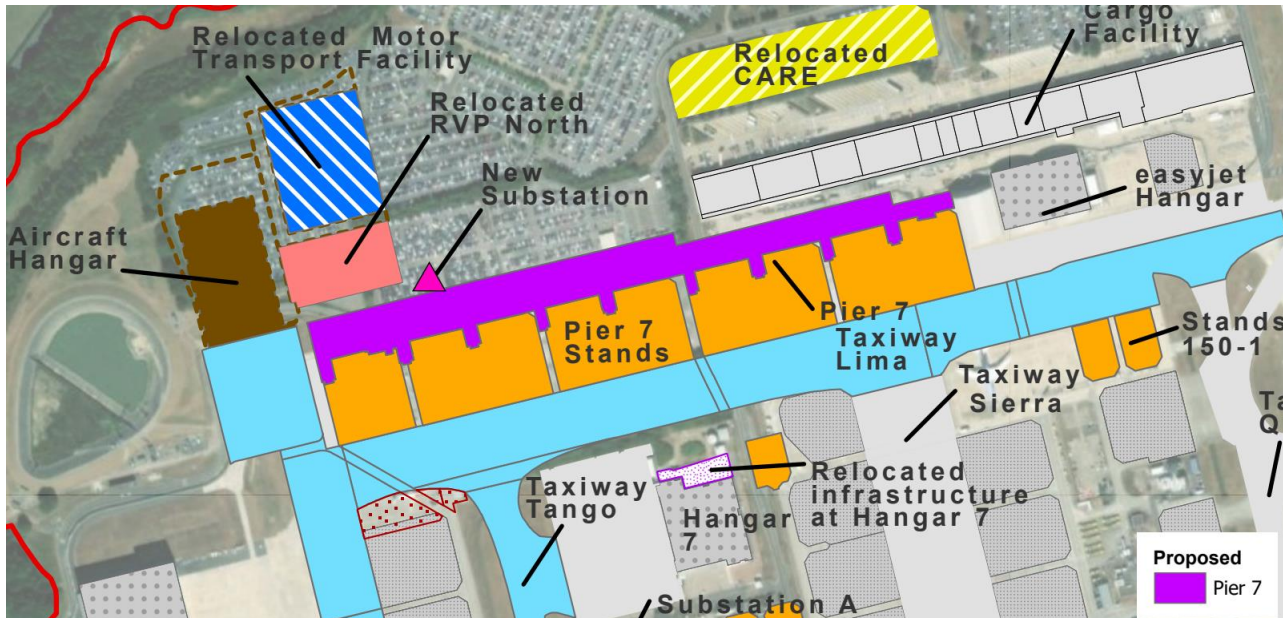 Relocated Motor
Transport Facility
Relocated
RVP North
New
Substation
Aircraft
Hangar
Relocated
CARE
Cargo
Facility
easyjet
Hangar
Pier 7
Stands
Pier 7
Taxiway
Lima
Stands
150-1
Taxiway
Sierra
Taxiway
Tango
Hangar
7
Relocated
infrastructure
at Hangar 7
Substation A
Proposed
Pier 7